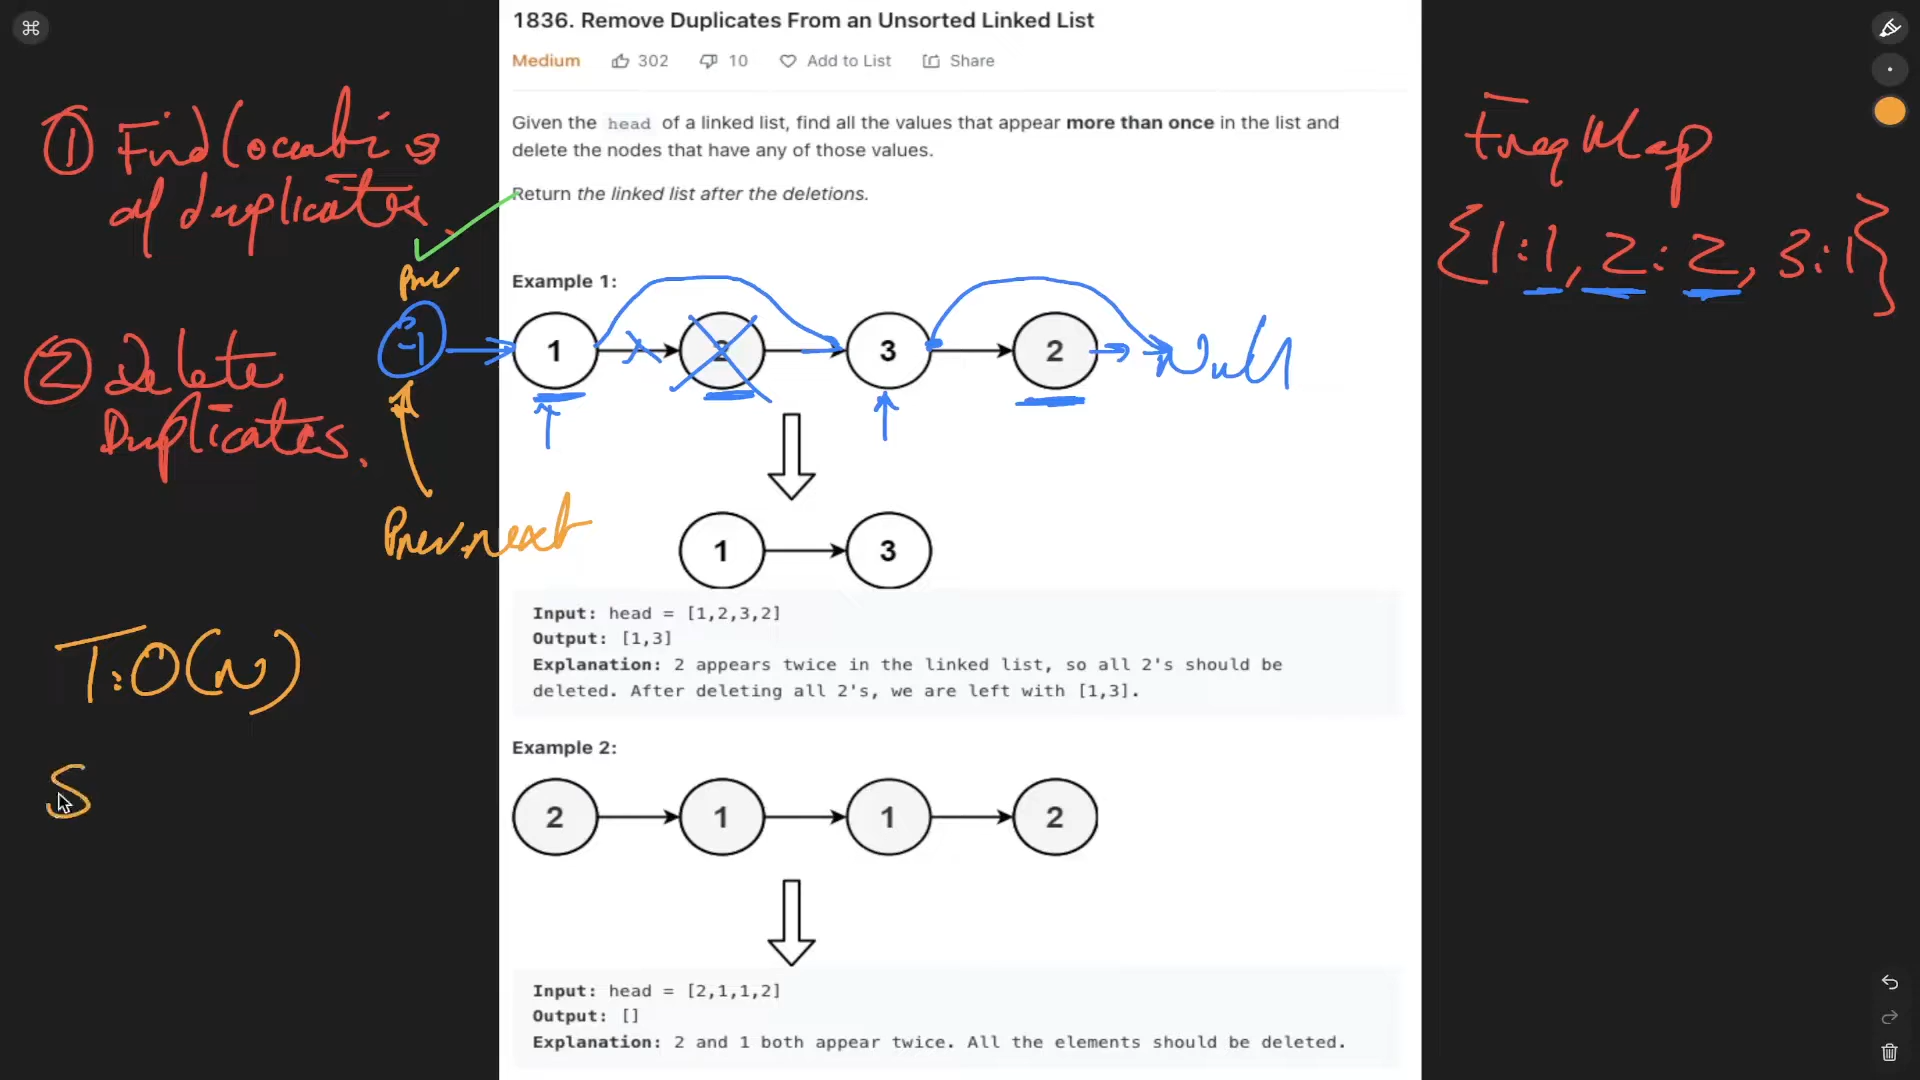 1836. Remove Duplicates From an Unsorted Linked List
Medium 302 10 Add to List Share
Given the head of a linked list, find all the values that appear more than once in the list and
delete the nodes that have any of those values.
Return the linked list after the deletions.
① Find locations
of duplicates.
② Delete
Duplicates.
FreqMap
{1:1, 2:2, 3:1}
Prev
Example 1:
-1 1 2 3 2 Null
Prev.next
1 3
Input: head = [1,2,3,2]
Output: [1,3]
Explanation: 2 appears twice in the linked list, so all 2's should be
deleted. After deleting all 2's, we are left with [1,3].
T:O(N)
S
Example 2:
2 1 1 2
Input: head = [2,1,1,2]
Output: []
Explanation: 2 and 1 both appear twice. All the elements should be deleted.